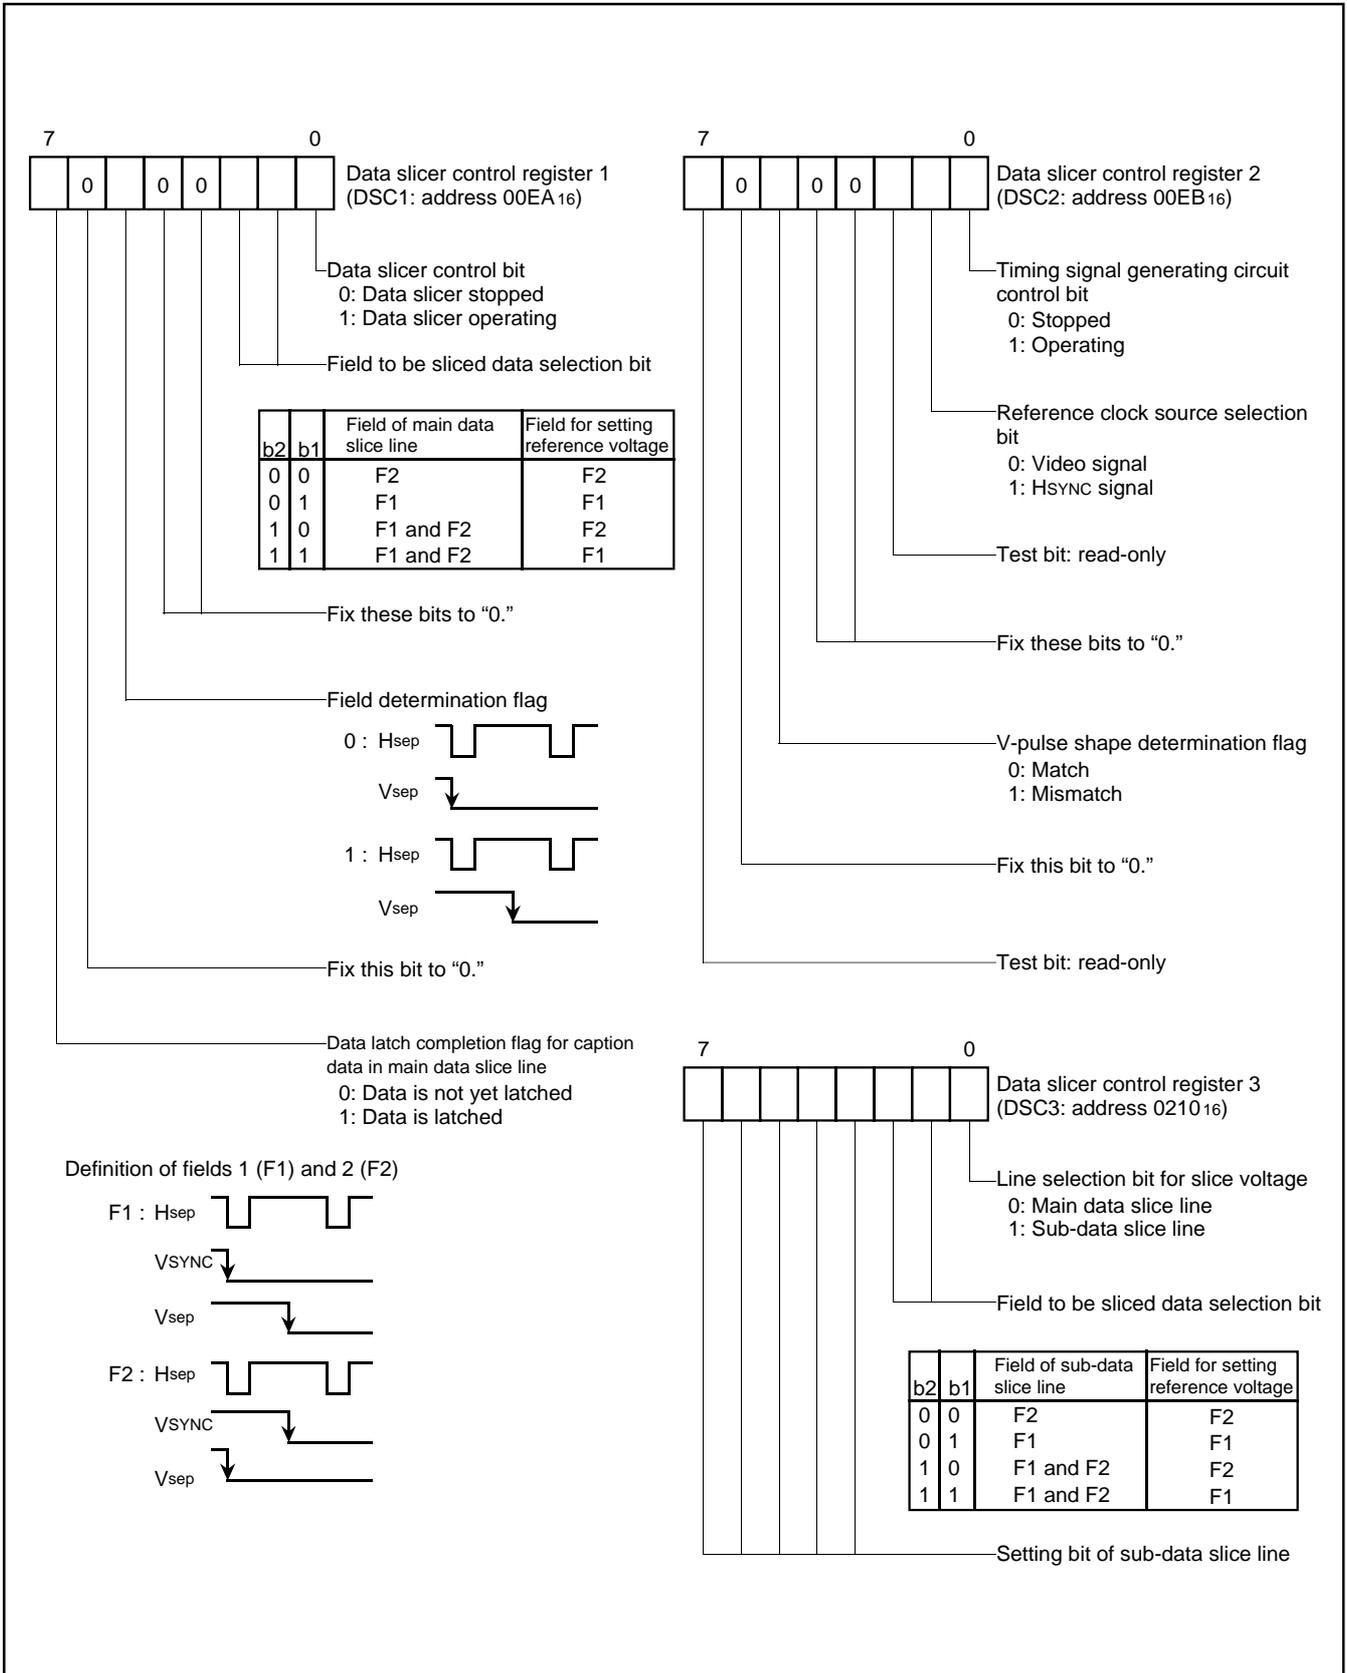 7 0
0 0 0
Data slicer control register 1
(DSC1: address 00EA16)
Data slicer control bit
0: Data slicer stopped
1: Data slicer operating
Field to be sliced data selection bit
b2 b1 Field of main data slice line Field for setting reference voltage
0 0 F2 F2
0 1 F1 F1
1 0 F1 and F2 F2
1 1 F1 and F2 F1
Fix these bits to “0.”
Field determination flag
0 : Hsep
Vsep
1 : Hsep
Vsep
Fix this bit to “0.”
Data latch completion flag for caption
data in main data slice line
0: Data is not yet latched
1: Data is latched
Definition of fields 1 (F1) and 2 (F2)
F1 : Hsep
VSYNC
Vsep
F2 : Hsep
VSYNC
Vsep
7 0
0 0 0
Data slicer control register 2
(DSC2: address 00EB16)
Timing signal generating circuit
control bit
0: Stopped
1: Operating
Reference clock source selection
bit
0: Video signal
1: HSYNC signal
Test bit: read-only
Fix these bits to “0.”
V-pulse shape determination flag
0: Match
1: Mismatch
Fix this bit to “0.”
Test bit: read-only
7 0
Data slicer control register 3
(DSC3: address 021016)
Line selection bit for slice voltage
0: Main data slice line
1: Sub-data slice line
Field to be sliced data selection bit
b2 b1 Field of sub-data slice line Field for setting reference voltage
0 0 F2 F2
0 1 F1 F1
1 0 F1 and F2 F2
1 1 F1 and F2 F1
Setting bit of sub-data slice line